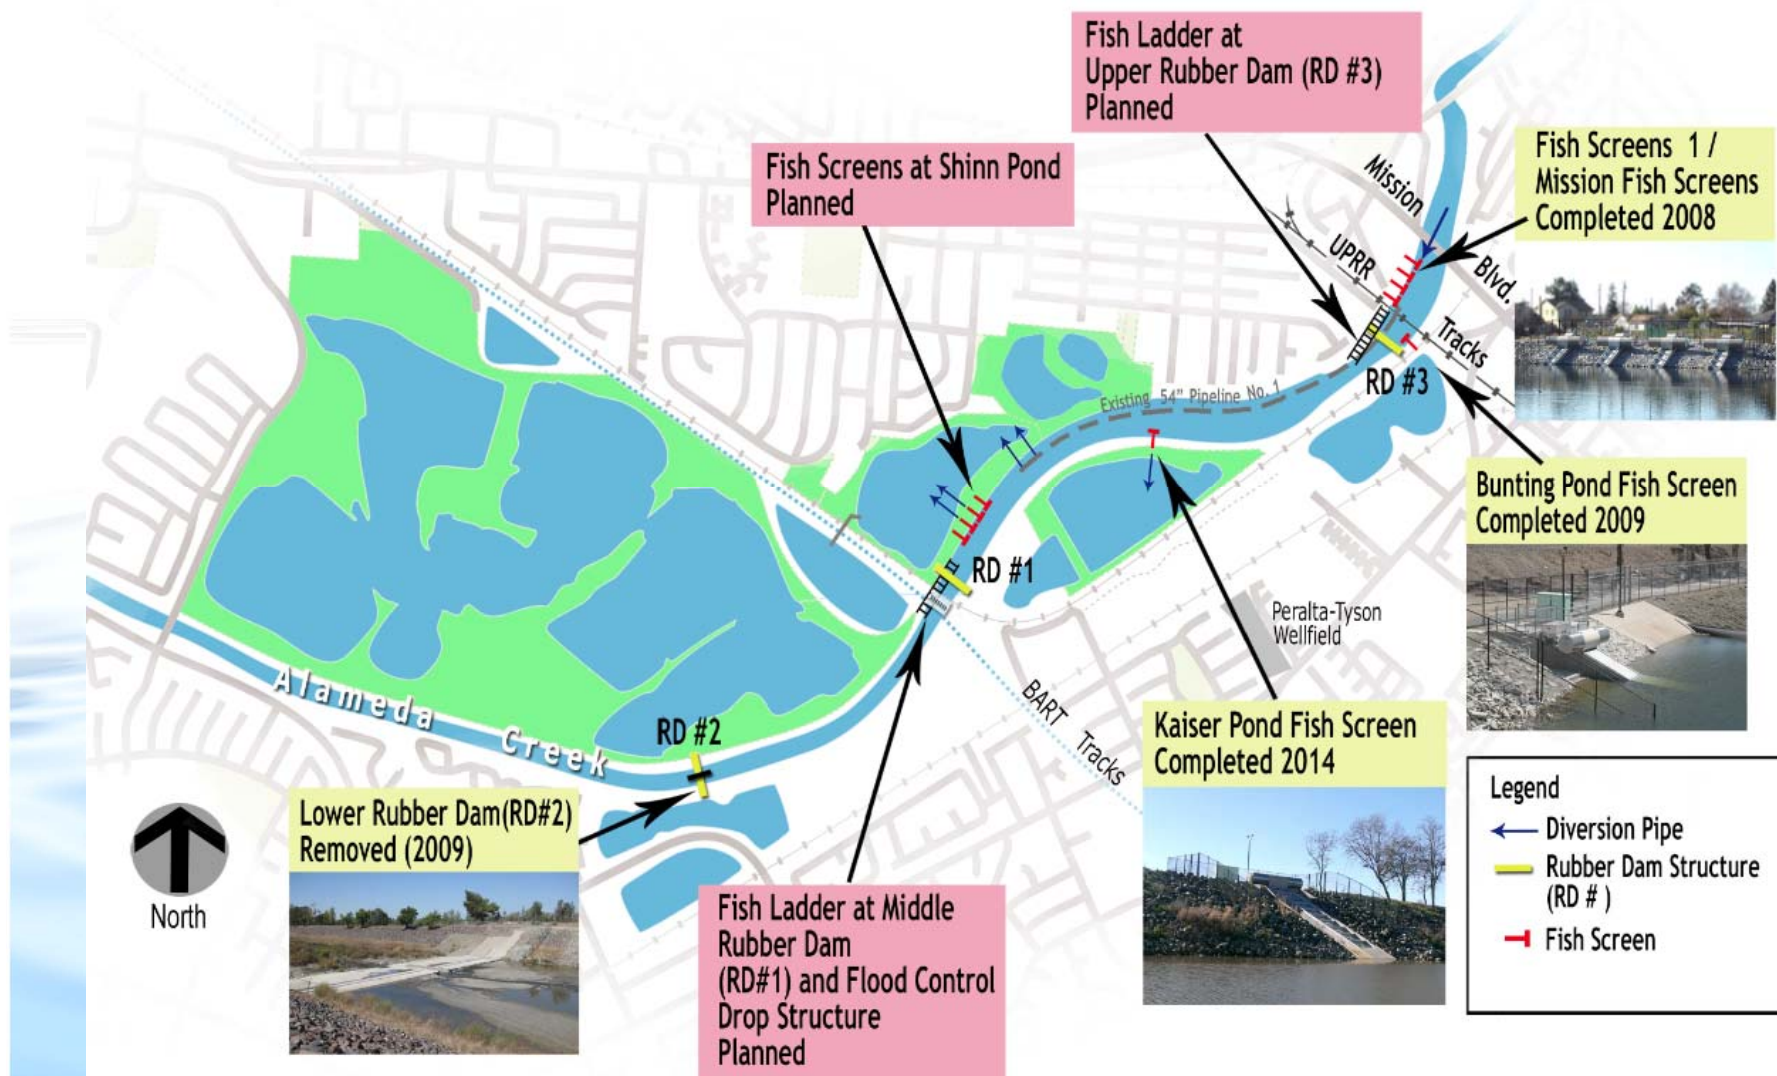 Fish Ladder at
Upper Rubber Dam (RD #3)
Planned
Fish Screens 1 /
Mission Fish Screens
Completed 2008
Fish Screens at Shinn Pond
Planned
Mission
Blvd.
UPRR
Tracks
RD #3
Existing 54" Pipeline No. 1
Bunting Pond Fish Screen
Completed 2009
RD #1
Peralta-Tyson
Wellfield
BART
Tracks
Alameda Creek
RD #2
Kaiser Pond Fish Screen
Completed 2014
Lower Rubber Dam(RD#2)
Removed (2009)
North
Fish Ladder at Middle
Rubber Dam
(RD#1) and Flood Control
Drop Structure
Planned
Legend
Diversion Pipe
Rubber Dam Structure
(RD # )
Fish Screen